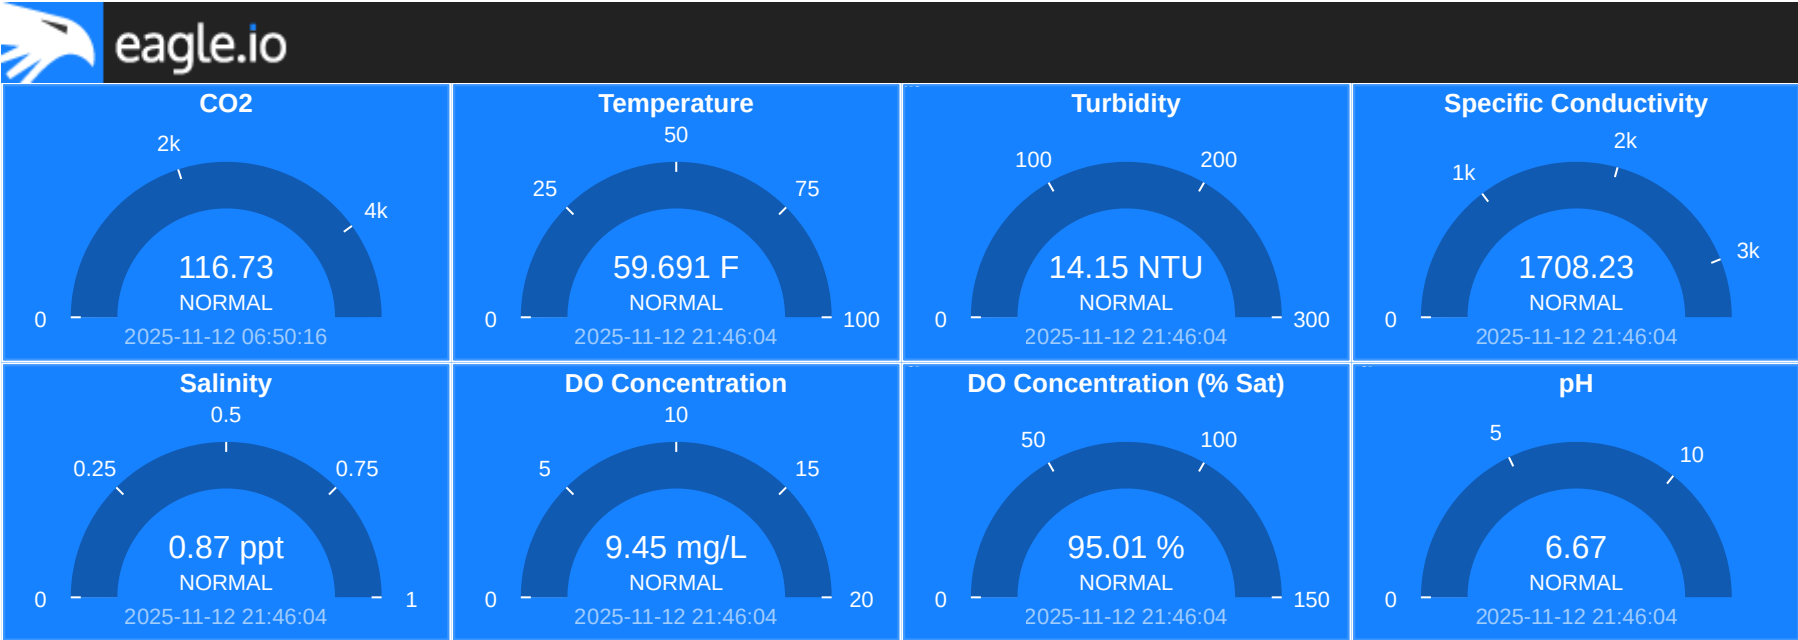 eagle.io
CO2
2k
4k
0
116.73
NORMAL
2025-11-12 06:50:16
Temperature
50
25
75
0
100
59.691 F
NORMAL
2025-11-12 21:46:04
Turbidity
100
200
0
300
14.15 NTU
NORMAL
2025-11-12 21:46:04
Specific Conductivity
2k
1k
3k
0
1708.23
NORMAL
2025-11-12 21:46:04
Salinity
0.5
0.25
0.75
0
1
0.87 ppt
NORMAL
2025-11-12 21:46:04
DO Concentration
10
5
15
0
20
9.45 mg/L
NORMAL
2025-11-12 21:46:04
DO Concentration (% Sat)
50
100
0
150
95.01 %
NORMAL
2025-11-12 21:46:04
pH
5
10
0
6.67
NORMAL
2025-11-12 21:46:04